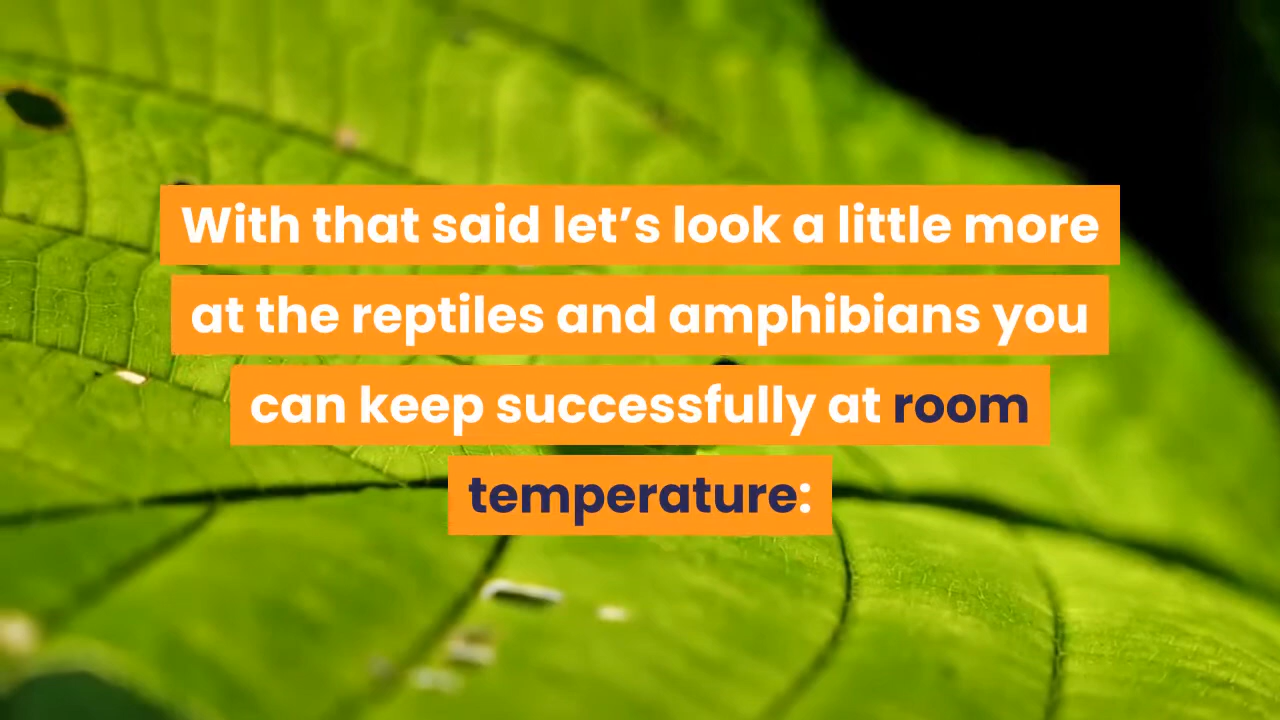 With that said let’s look a little more
at the reptiles and amphibians you
can keep successfully at room
temperature: